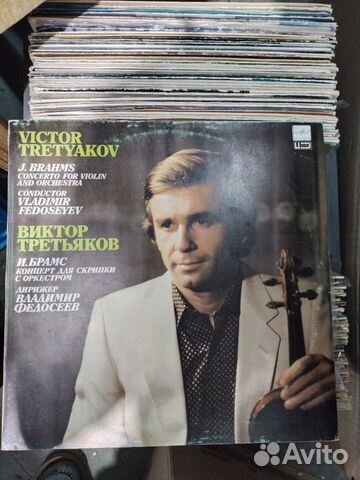 VICTOR
TRETYAKOV
J. BRAHMS
CONCERTO FOR VIOLIN
AND ORCHESTRA
CONDUCTOR
VLADIMIR
FEDOSEYEV
ВИКТОР
ТРЕТЬЯКОВ
И. БРАМС
КОНЦЕРТ ДЛЯ СКРИПКИ
С ОРКЕСТРОМ
ДИРИЖЕР
ВЛАДИМИР
ФЕДОСЕЕВ
Avito